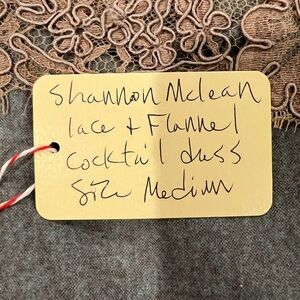 Shannon Mclean
lace + Flannel
cocktail dress
Size Medium